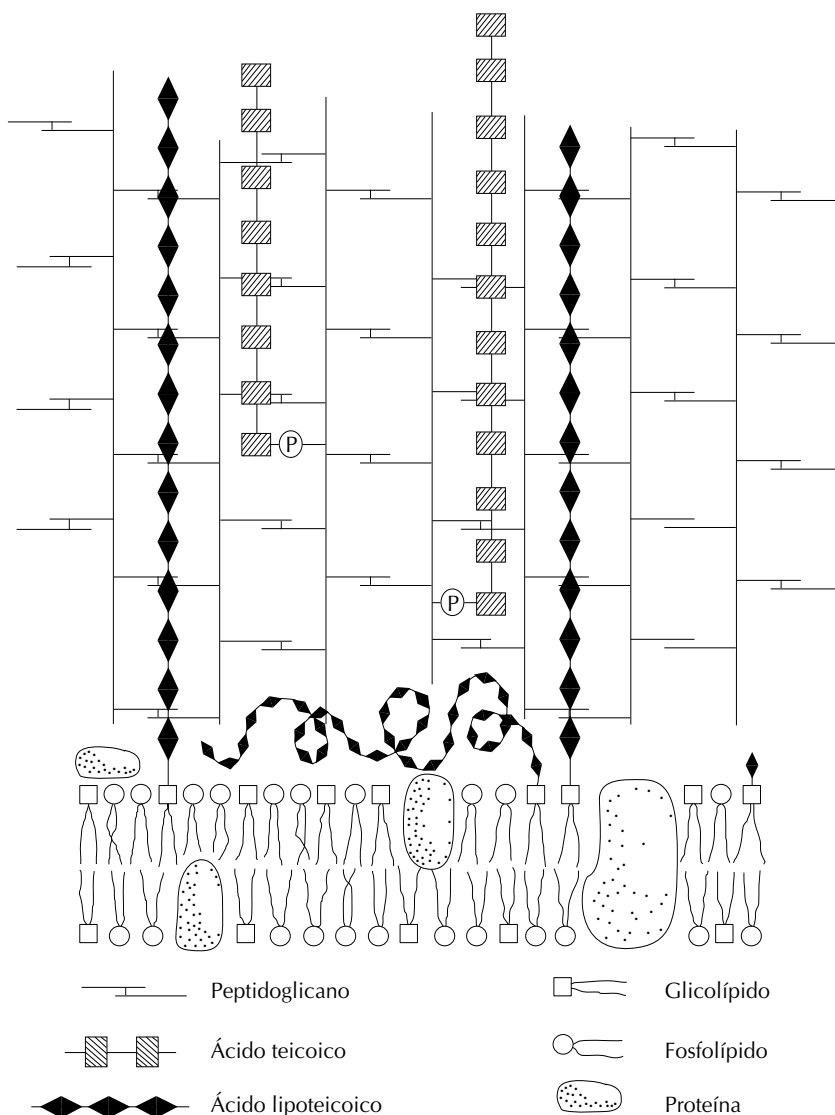 P
P
Peptidoglicano
Glicolípido
Ácido teicoico
Fosfolípido
Ácido lipoteicoico
Proteína